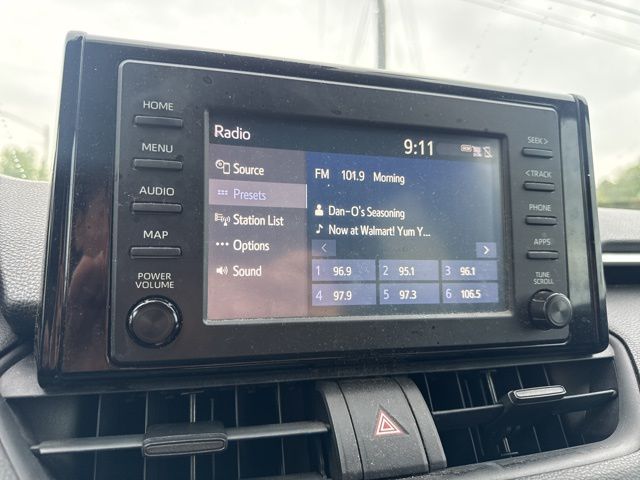 HOME
MENU
AUDIO
MAP
POWER
VOLUME
Radio
9:11
Source
Presets
Station List
Options
Sound
FM 101.9 Morning
Dan-O's Seasoning
Now at Walmart! Yum Y...
1 96.9 2 95.1 3 96.1
4 97.9 5 97.3 6 106.5
SEEK >
< TRACK
PHONE
APPS
TUNE
SCROLL